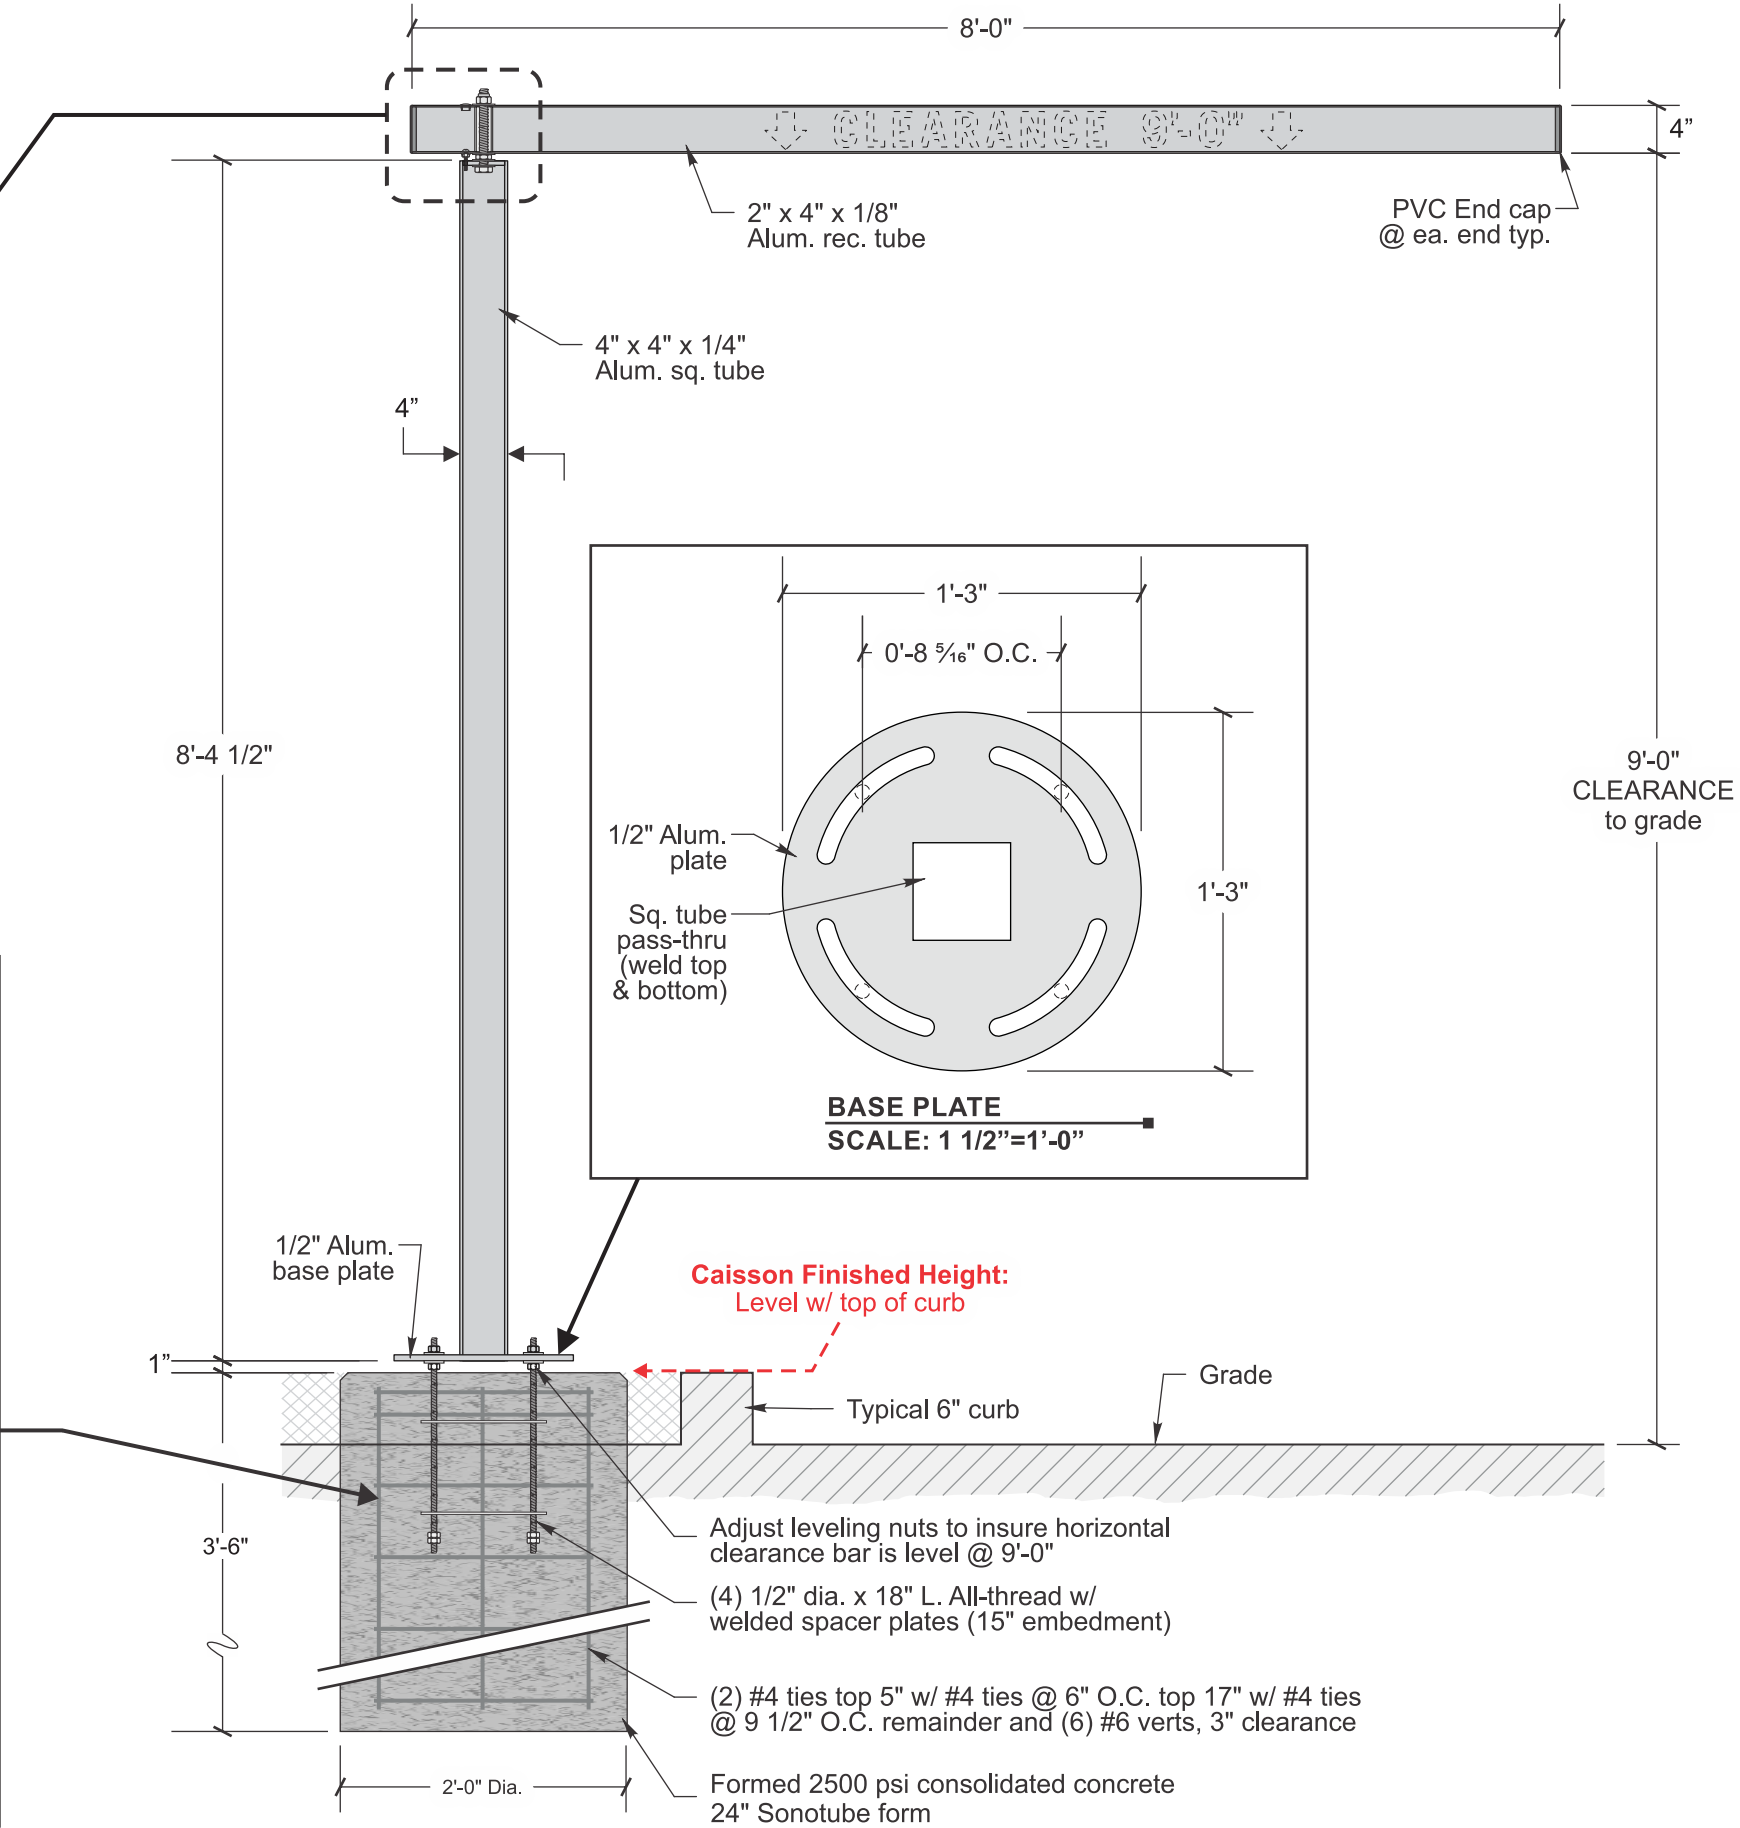 8'-0"
⇩ CLEARANCE 9'-0" ⇩
4”
2" x 4" x 1/8"
Alum. rec. tube
PVC End cap
@ ea. end typ.
4" x 4" x 1/4"
Alum. sq. tube
4”
1'-3"
0'-8 ⁵⁄₁₆" O.C.
8'-4 1/2"
9'-0"
CLEARANCE
to grade
1/2" Alum.
plate
1'-3"
Sq. tube
pass-thru
(weld top
& bottom)
BASE PLATE
SCALE: 1 1/2”=1’-0”
1/2" Alum.
base plate
Caisson Finished Height:
Level w/ top of curb
1”
Grade
Typical 6" curb
3'-6"
Adjust leveling nuts to insure horizontal
clearance bar is level @ 9'-0"
(4) 1/2" dia. x 18" L. All-thread w/
welded spacer plates (15" embedment)
(2) #4 ties top 5" w/ #4 ties @ 6" O.C. top 17" w/ #4 ties
@ 9 1/2" O.C. remainder and (6) #6 verts, 3" clearance
2'-0" Dia.
Formed 2500 psi consolidated concrete
24" Sonotube form